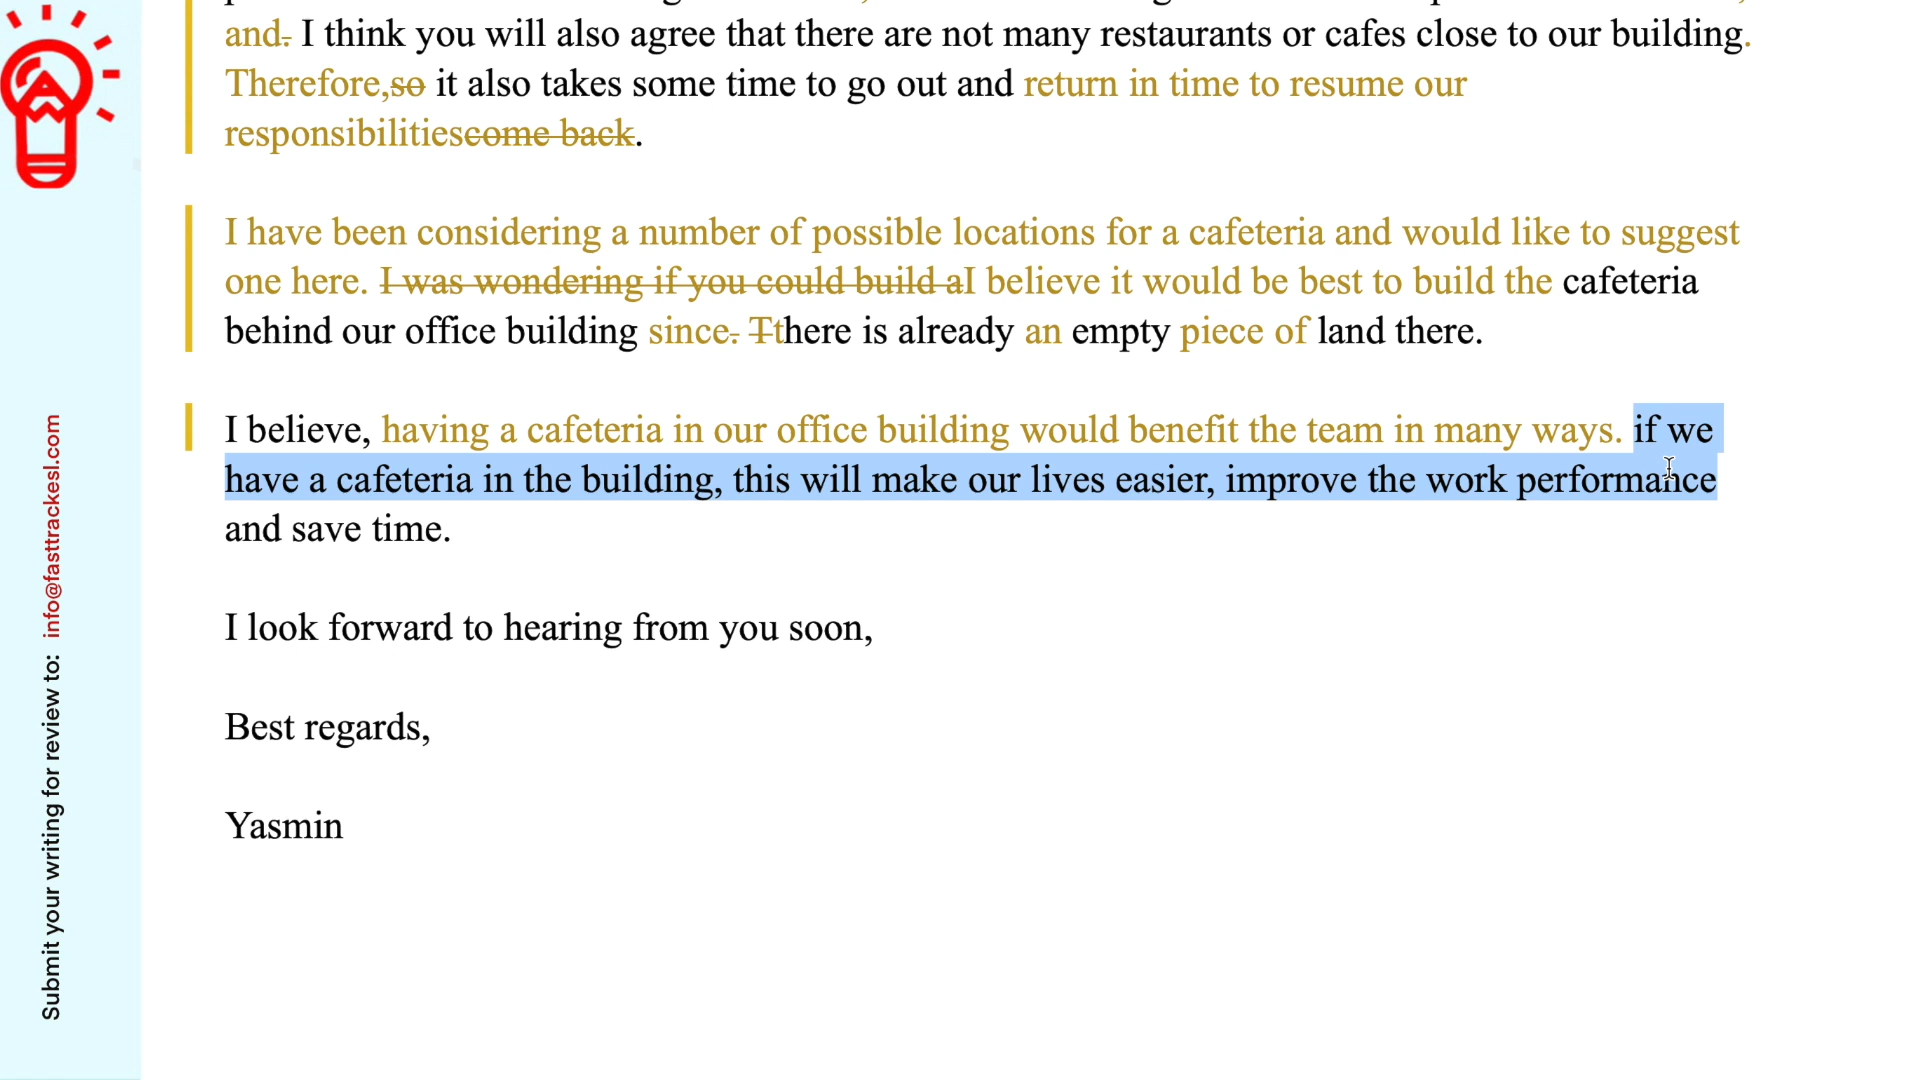 and. I think you will also agree that there are not many restaurants or cafes close to our building.
Therefore,so it also takes some time to go out and return in time to resume our
responsibilitiescome back.
I have been considering a number of possible locations for a cafeteria and would like to suggest
one here. I was wondering if you could build aI believe it would be best to build the cafeteria
behind our office building since. Tthere is already an empty piece of land there.
I believe, having a cafeteria in our office building would benefit the team in many ways. if we
have a cafeteria in the building, this will make our lives easier, improve the work performance
and save time.
I look forward to hearing from you soon,
Best regards,
Yasmin
Submit your writing for review to: info@fasttrackesl.com